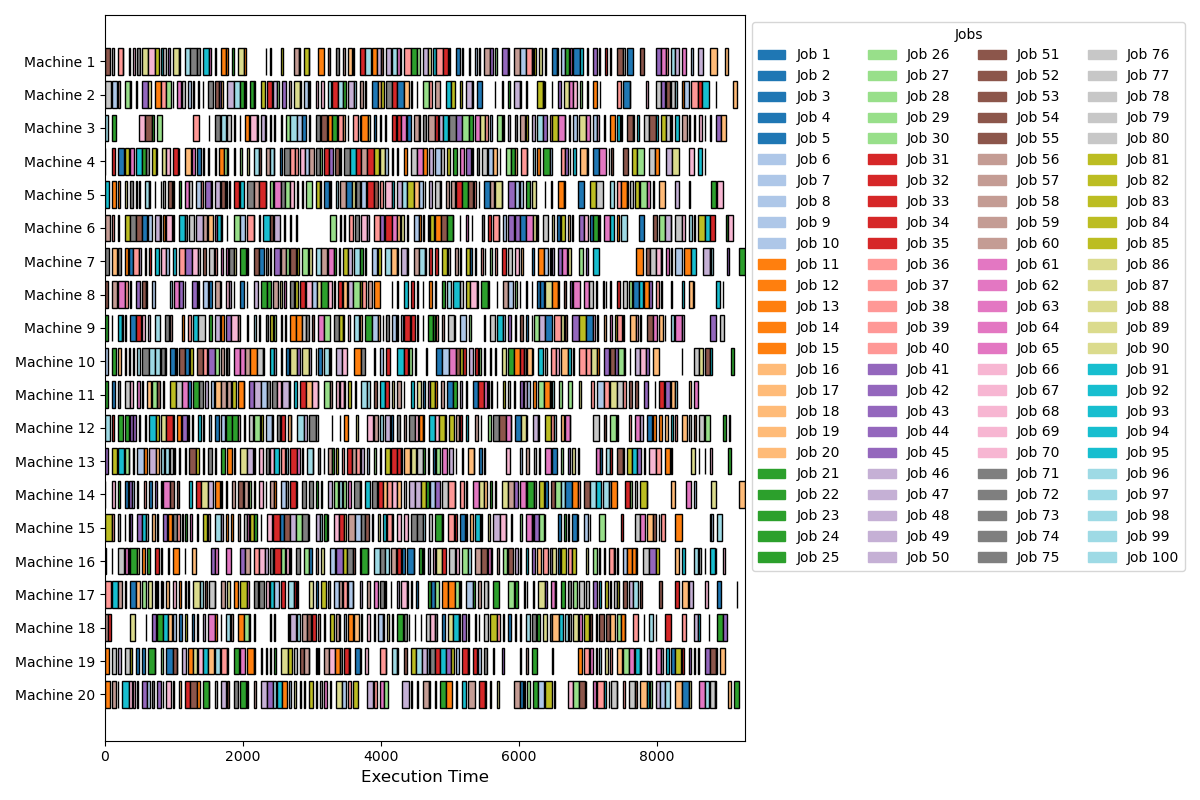 Machine 1
Machine 2
Machine 3
Machine 4
Machine 5
Machine 6
Machine 7
Machine 8
Machine 9
Machine 10
Machine 11
Machine 12
Machine 13
Machine 14
Machine 15
Machine 16
Machine 17
Machine 18
Machine 19
Machine 20
0 2000 4000 6000 8000
Execution Time
Jobs
Job 1 Job 26 Job 51 Job 76
Job 2 Job 27 Job 52 Job 77
Job 3 Job 28 Job 53 Job 78
Job 4 Job 29 Job 54 Job 79
Job 5 Job 30 Job 55 Job 80
Job 6 Job 31 Job 56 Job 81
Job 7 Job 32 Job 57 Job 82
Job 8 Job 33 Job 58 Job 83
Job 9 Job 34 Job 59 Job 84
Job 10 Job 35 Job 60 Job 85
Job 11 Job 36 Job 61 Job 86
Job 12 Job 37 Job 62 Job 87
Job 13 Job 38 Job 63 Job 88
Job 14 Job 39 Job 64 Job 89
Job 15 Job 40 Job 65 Job 90
Job 16 Job 41 Job 66 Job 91
Job 17 Job 42 Job 67 Job 92
Job 18 Job 43 Job 68 Job 93
Job 19 Job 44 Job 69 Job 94
Job 20 Job 45 Job 70 Job 95
Job 21 Job 46 Job 71 Job 96
Job 22 Job 47 Job 72 Job 97
Job 23 Job 48 Job 73 Job 98
Job 24 Job 49 Job 74 Job 99
Job 25 Job 50 Job 75 Job 100